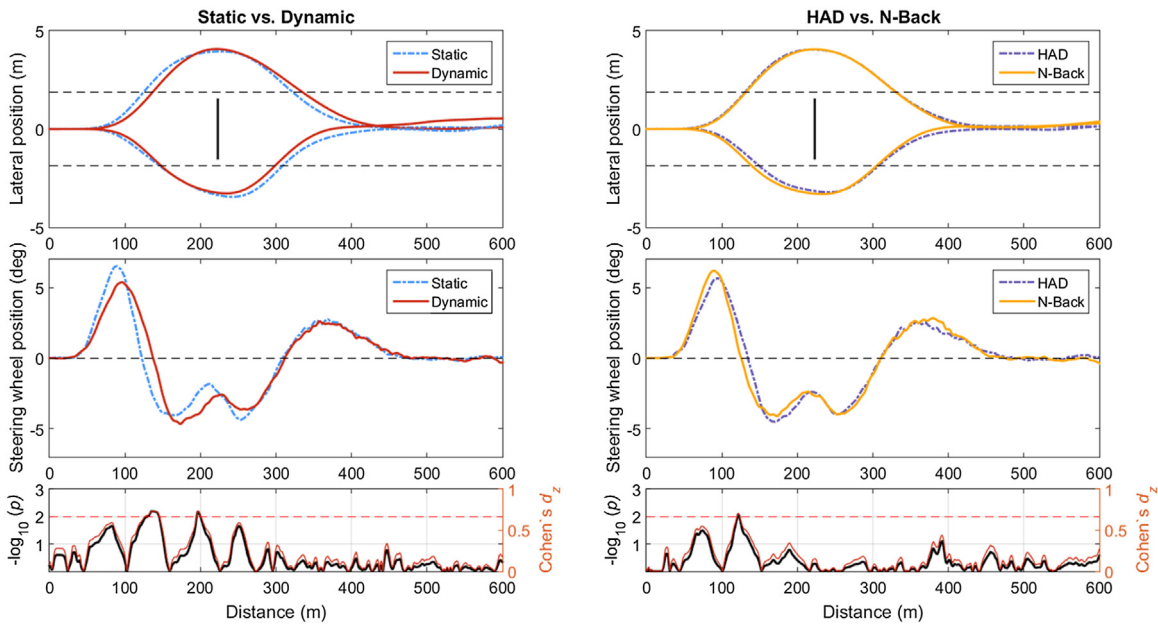 Static vs. Dynamic
Lateral position (m)
5
0
-5
Static
Dynamic
0 100 200 300 400 500 600
Steering wheel position (deg)
5
0
-5
Static
Dynamic
0 100 200 300 400 500 600
-log10 (p)
3
2
1
1
0.5
0
Cohen`s dz
0 100 200 300 400 500 600
Distance (m)
HAD vs. N-Back
Lateral position (m)
5
0
-5
HAD
N-Back
0 100 200 300 400 500 600
Steering wheel position (deg)
5
0
-5
HAD
N-Back
0 100 200 300 400 500 600
-log10 (p)
3
2
1
1
0.5
0
Cohen`s dz
0 100 200 300 400 500 600
Distance (m)